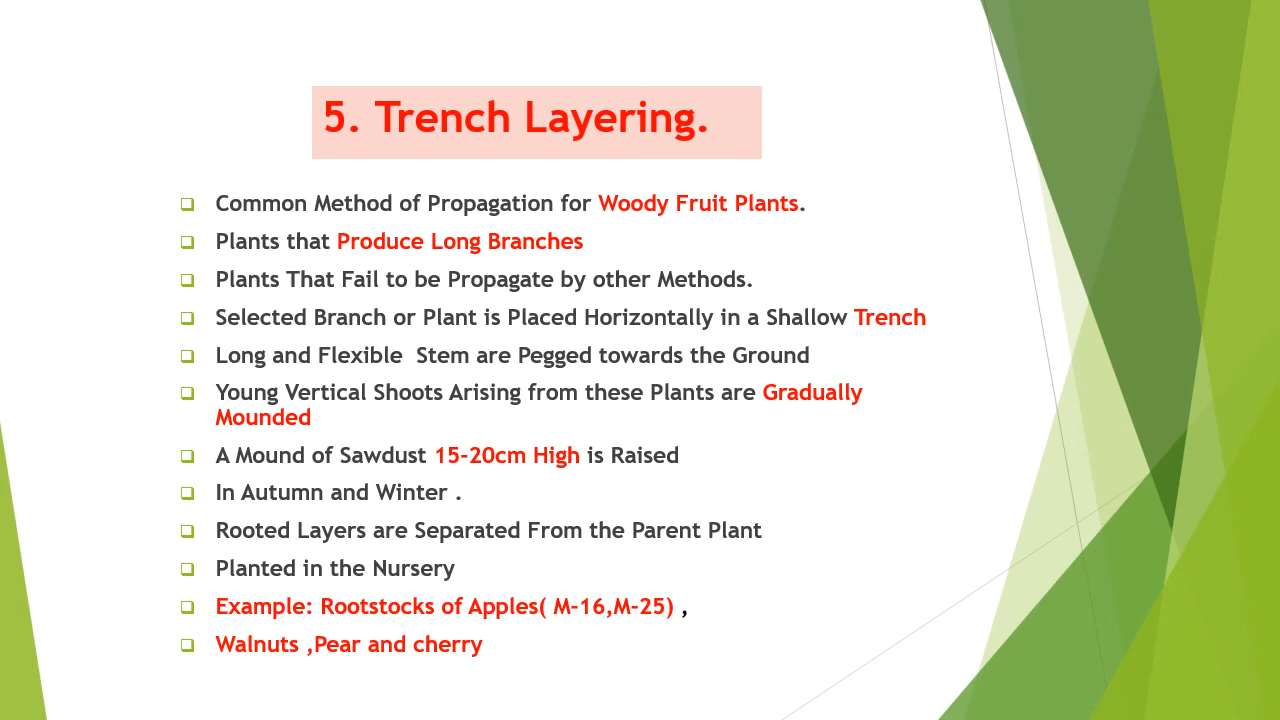 5. Trench Layering.
Common Method of Propagation for Woody Fruit Plants.
Plants that Produce Long Branches
Plants That Fail to be Propagate by other Methods.
Selected Branch or Plant is Placed Horizontally in a Shallow Trench
Long and Flexible Stem are Pegged towards the Ground
Young Vertical Shoots Arising from these Plants are Gradually
Mounded
A Mound of Sawdust 15-20cm High is Raised
In Autumn and Winter .
Rooted Layers are Separated From the Parent Plant
Planted in the Nursery
Example: Rootstocks of Apples( M-16,M-25) ,
Walnuts ,Pear and cherry